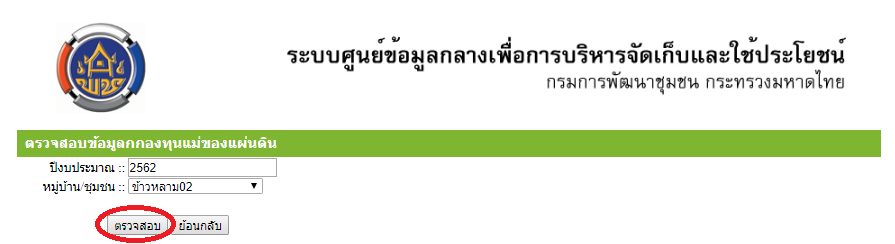 ระบบศูนย์ข้อมูลกลางเพื่อการบริหารจัดเก็บและใช้ประโยชน์
กรมการพัฒนาชุมชน กระทรวงมหาดไทย
ตรวจสอบข้อมูลกกองทุนแม่ของแผ่นดิน
ปีงบประมาณ :: 2562
หมู่บ้าน/ชุมชน :: ข้าวหลาม02
ตรวจสอบ ย้อนกลับ